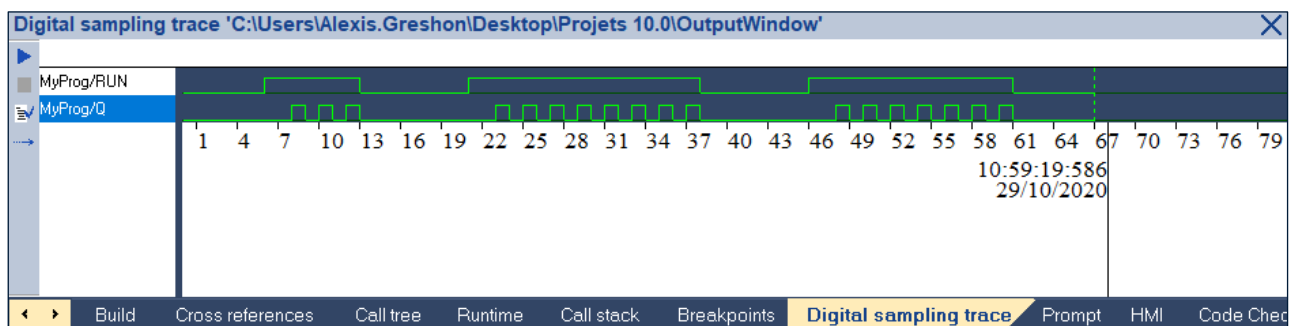 Digital sampling trace 'C:\Users\Alexis.Greshon\Desktop\Projets 10.0\OutputWindow'
MyProg/RUN
MyProg/Q
1 4 7 10 13 16 19 22 25 28 31 34 37 40 43 46 49 52 55 58 61 64 67 70 73 76 79
10:59:19:586
29/10/2020
Build Cross references Call tree Runtime Call stack Breakpoints Digital sampling trace Prompt HMI Code Chec